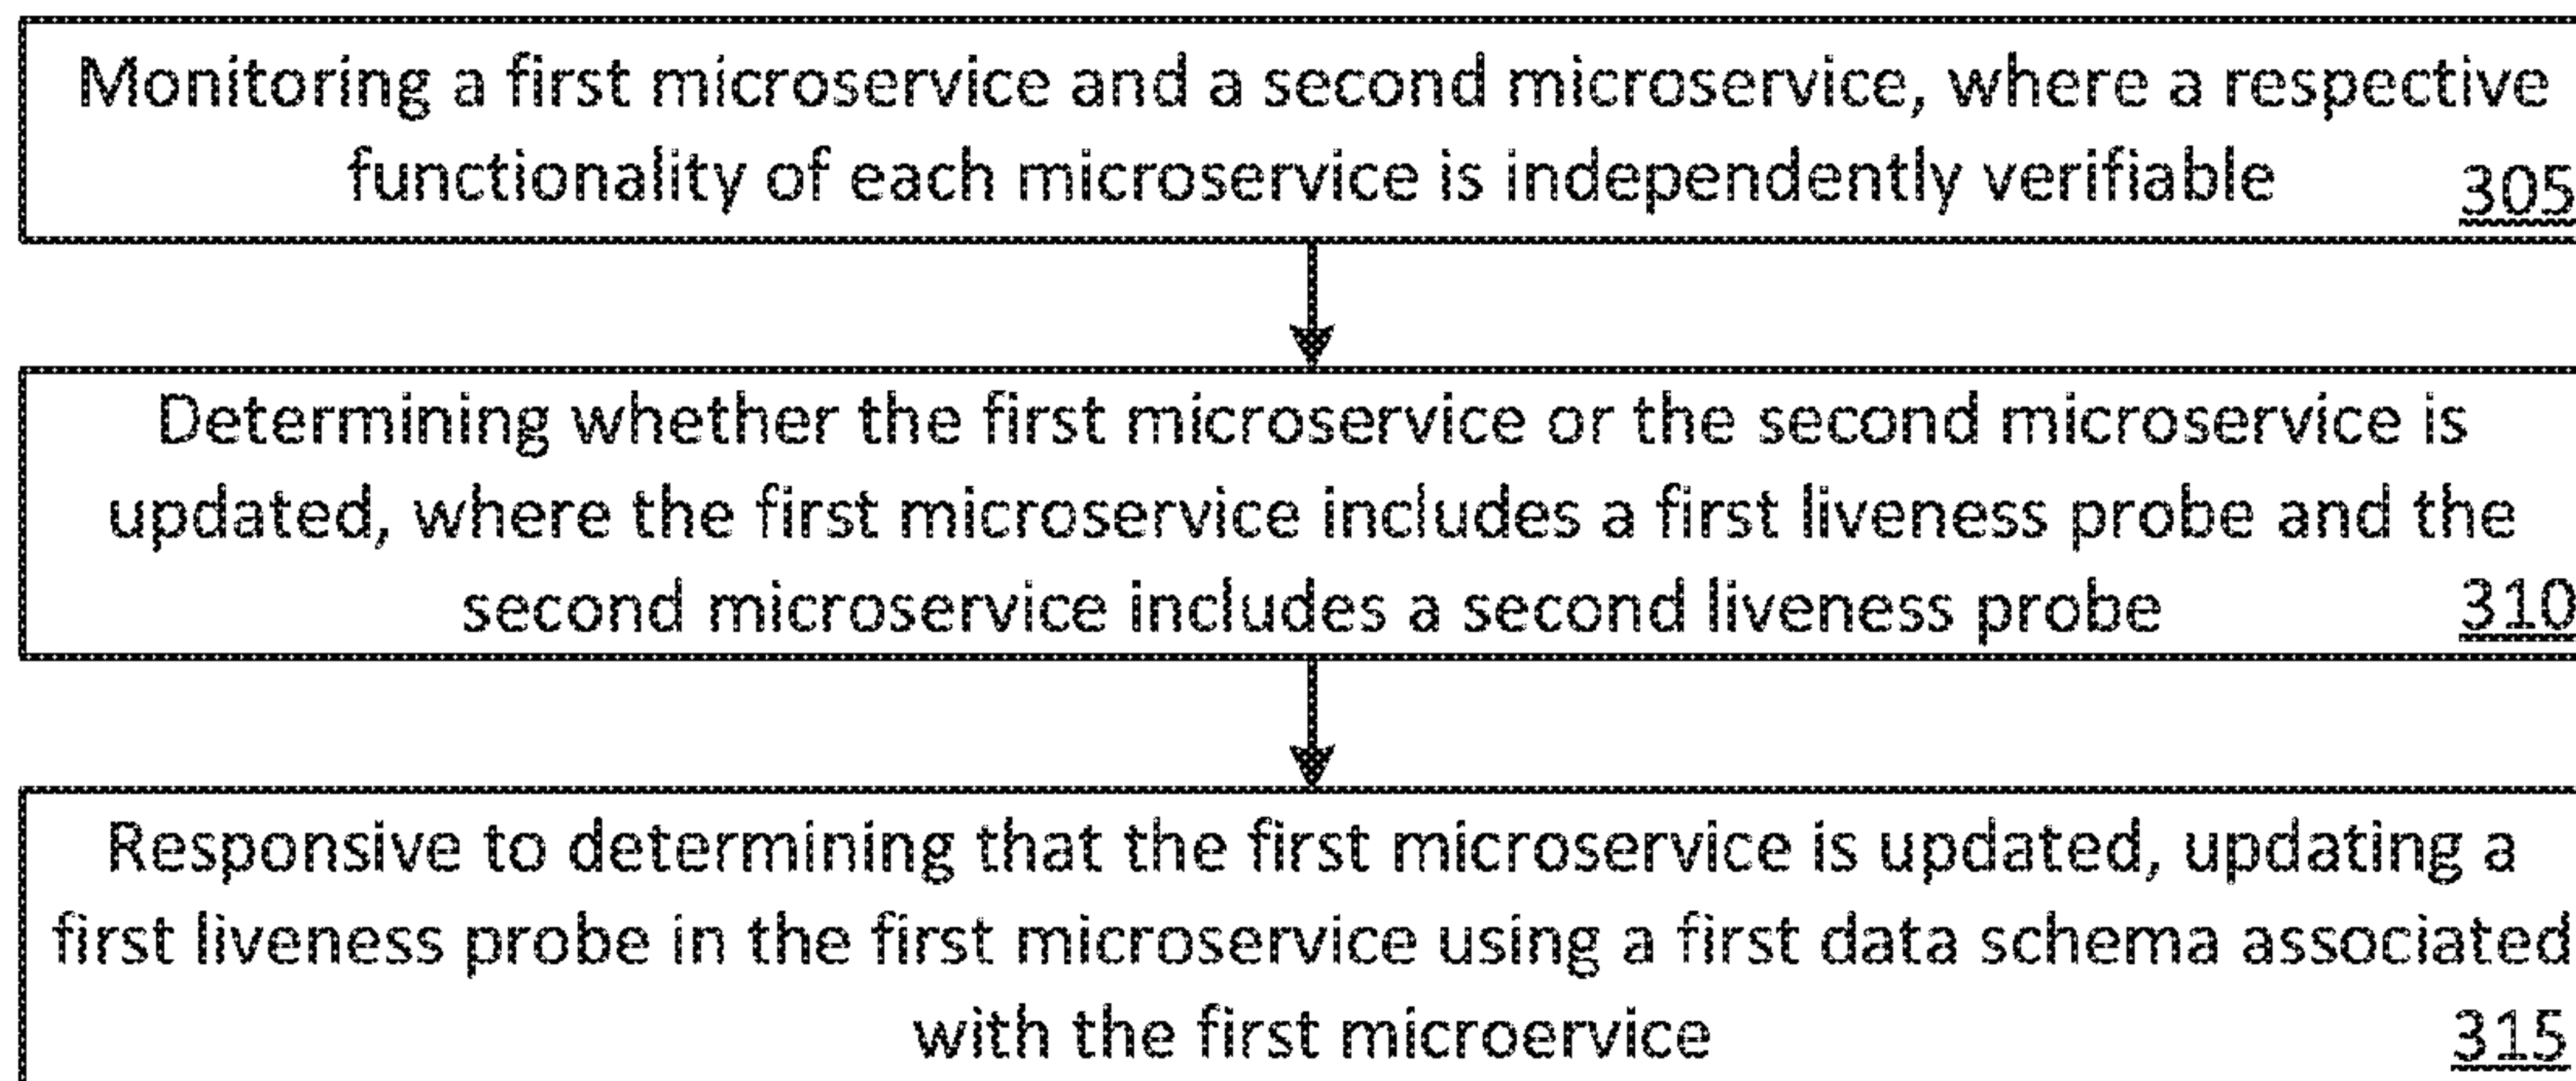 Monitoring a first microservice and a second microservice, where a respective
functionality of each microservice is independently verifiable 305
Determining whether the first microservice or the second microservice is
updated, where the first microservice includes a first liveness probe and the
second microservice includes a second liveness probe 310
Responsive to determining that the first microservice is updated, updating a
first liveness probe in the first microservice using a first data schema associated
with the first microervice 315